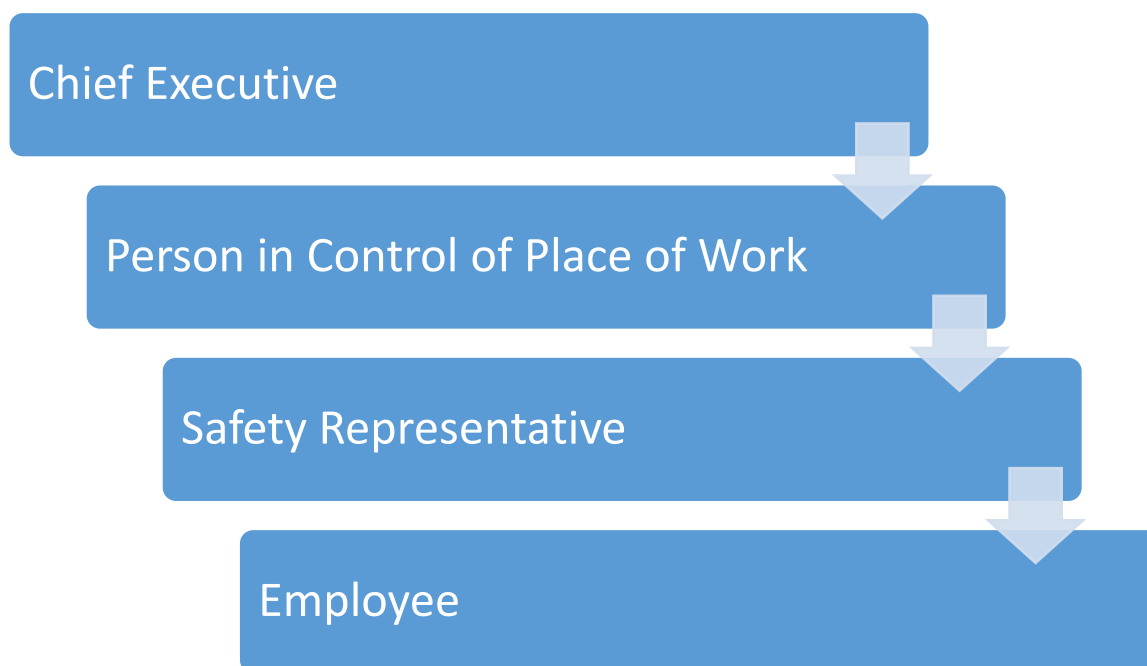 Chief Executive
Person in Control of Place of Work
Safety Representative
Employee